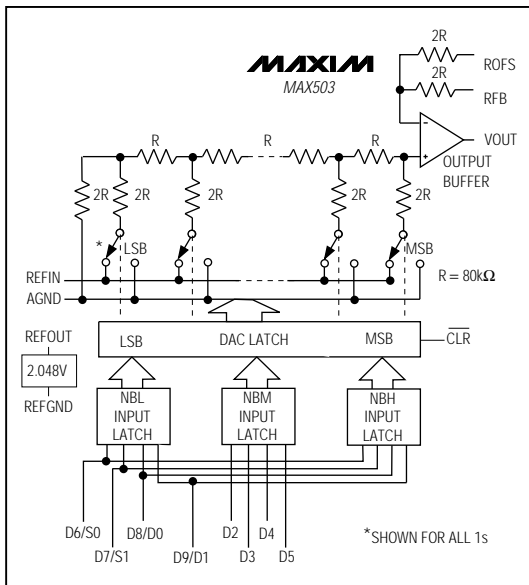 MAXIM
MAX503
2R
ROFS
2R
RFB
-
+
VOUT
OUTPUT
BUFFER
R
R
R
2R
2R
2R
2R
2R
*
LSB
MSB
REFIN
AGND
R = 80kΩ
REFOUT
2.048V
REFGND
LSB
DAC LATCH
MSB
CLR
NBL
INPUT
LATCH
NBM
INPUT
LATCH
NBH
INPUT
LATCH
D6/S0
D7/S1
D8/D0
D9/D1
D2
D3
D4
D5
*SHOWN FOR ALL 1s